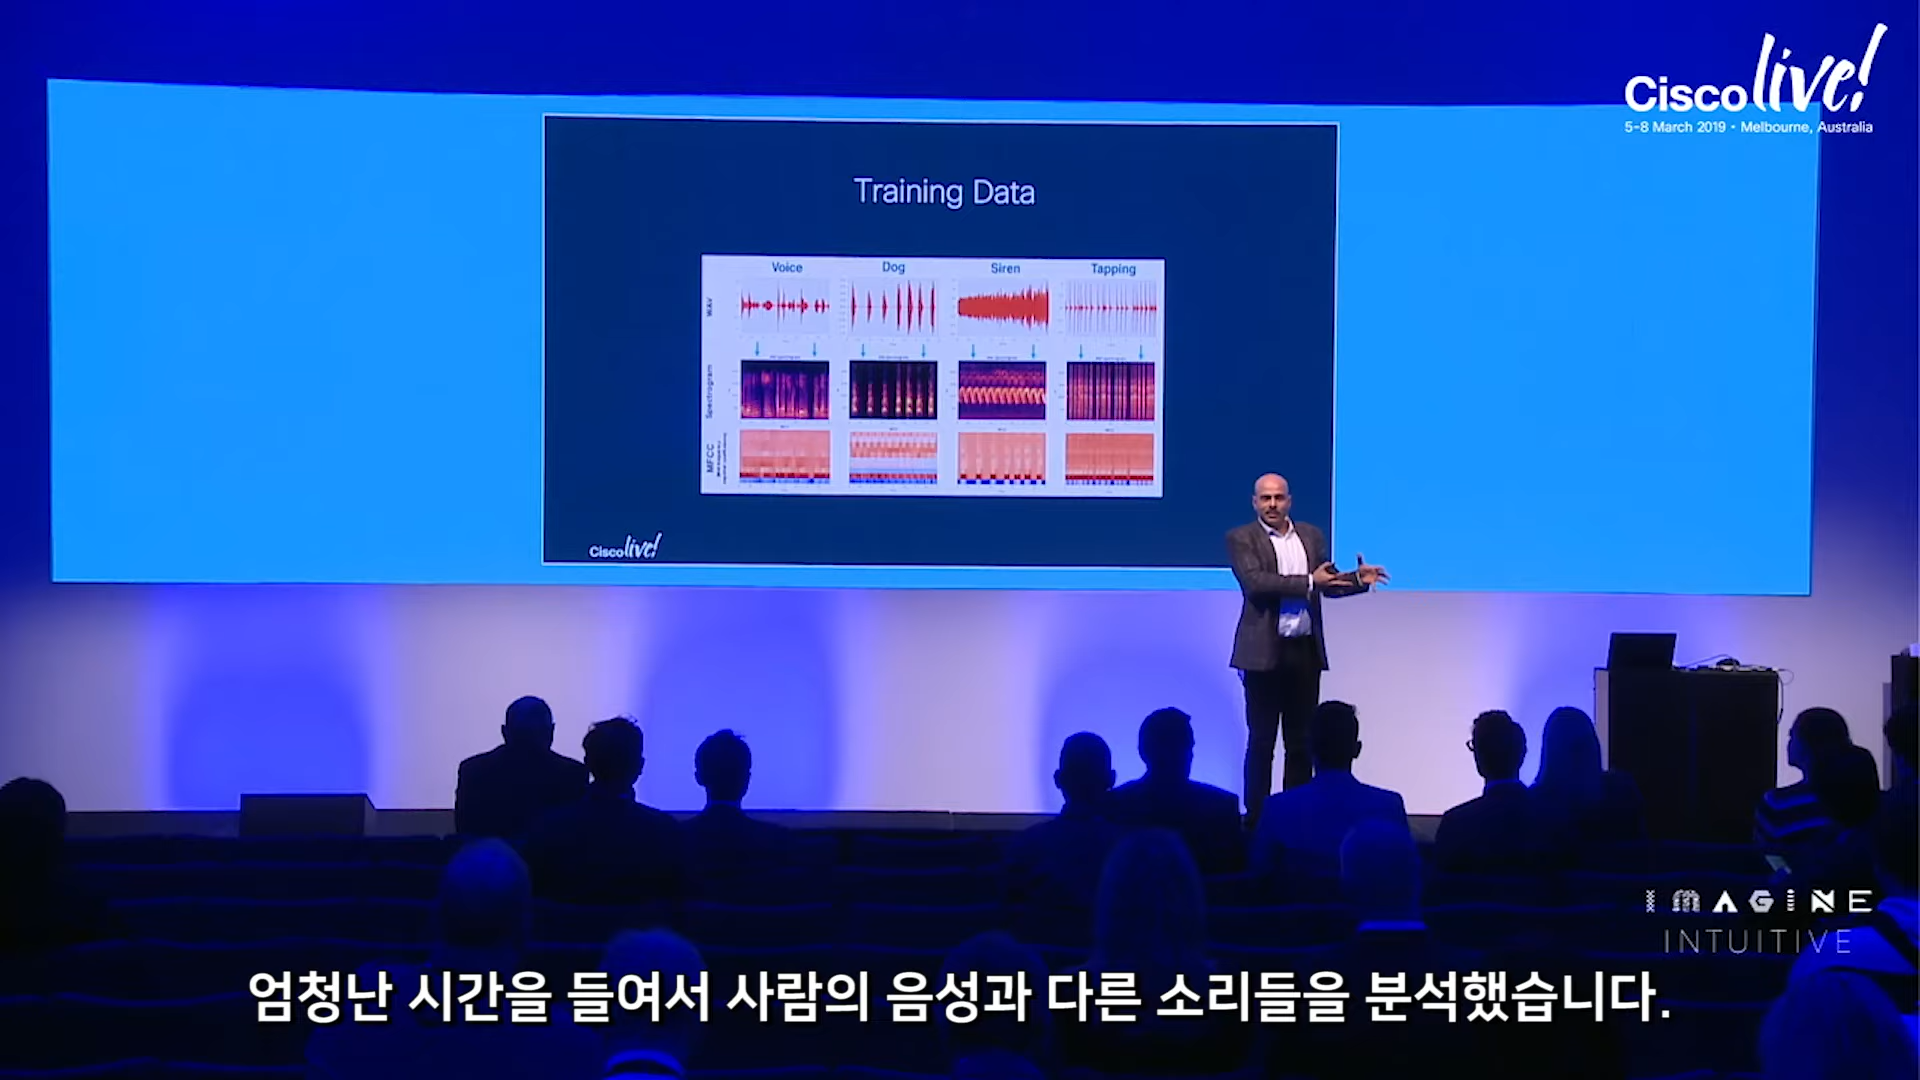 Cisco live!
5-8 March 2019 • Melbourne, Australia
Training Data
Voice Dog Siren Tapping
WAV
Spectrogram
MFCC
Cisco live!
IMAGINE
INTUITIVE
엄청난 시간을 들여서 사람의 음성과 다른 소리들을 분석했습니다.